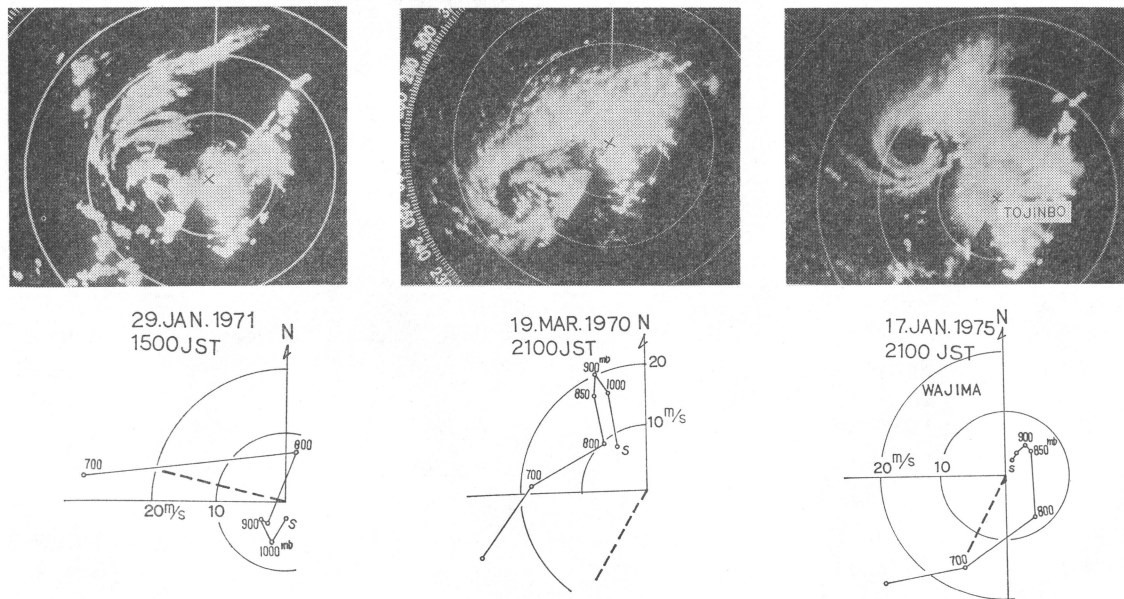 TOJINBO
29.JAN.1971
1500JST
N
800
700
20m/s
10
900
S
1000mb
19.MAR.1970
2100JST
N
20
900mb
1000
850
10m/s
800
S
700
17.JAN.1975
2100 JST
N
WAJIMA
900
850mb
20m/s
10
S
800
700